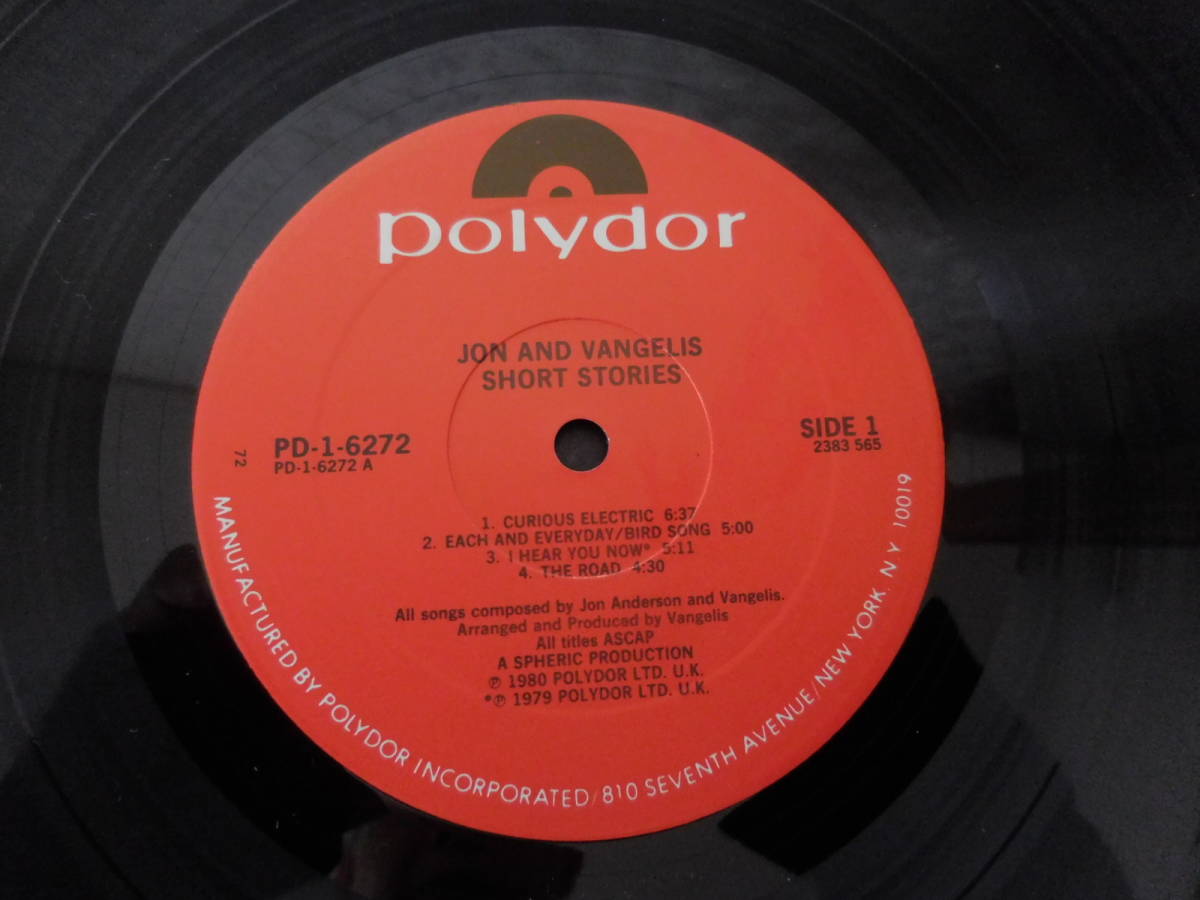 polydor
JON AND VANGELIS
SHORT STORIES
PD-1-6272
PD-1-6272 A
72
SIDE 1
2383 565
1. CURIOUS ELECTRIC 6:37
2. EACH AND EVERYDAY/BIRD SONG 5:00
3. I HEAR YOU NOW* 5:11
4. THE ROAD 4:30
All songs composed by Jon Anderson and Vangelis.
Arranged and Produced by Vangelis
All titles ASCAP
A SPHERIC PRODUCTION
℗ 1980 POLYDOR LTD. U.K.
*℗ 1979 POLYDOR LTD. U.K.
MANUFACTURED BY POLYDOR INCORPORATED/810 SEVENTH AVENUE/NEW YORK, NY 10019